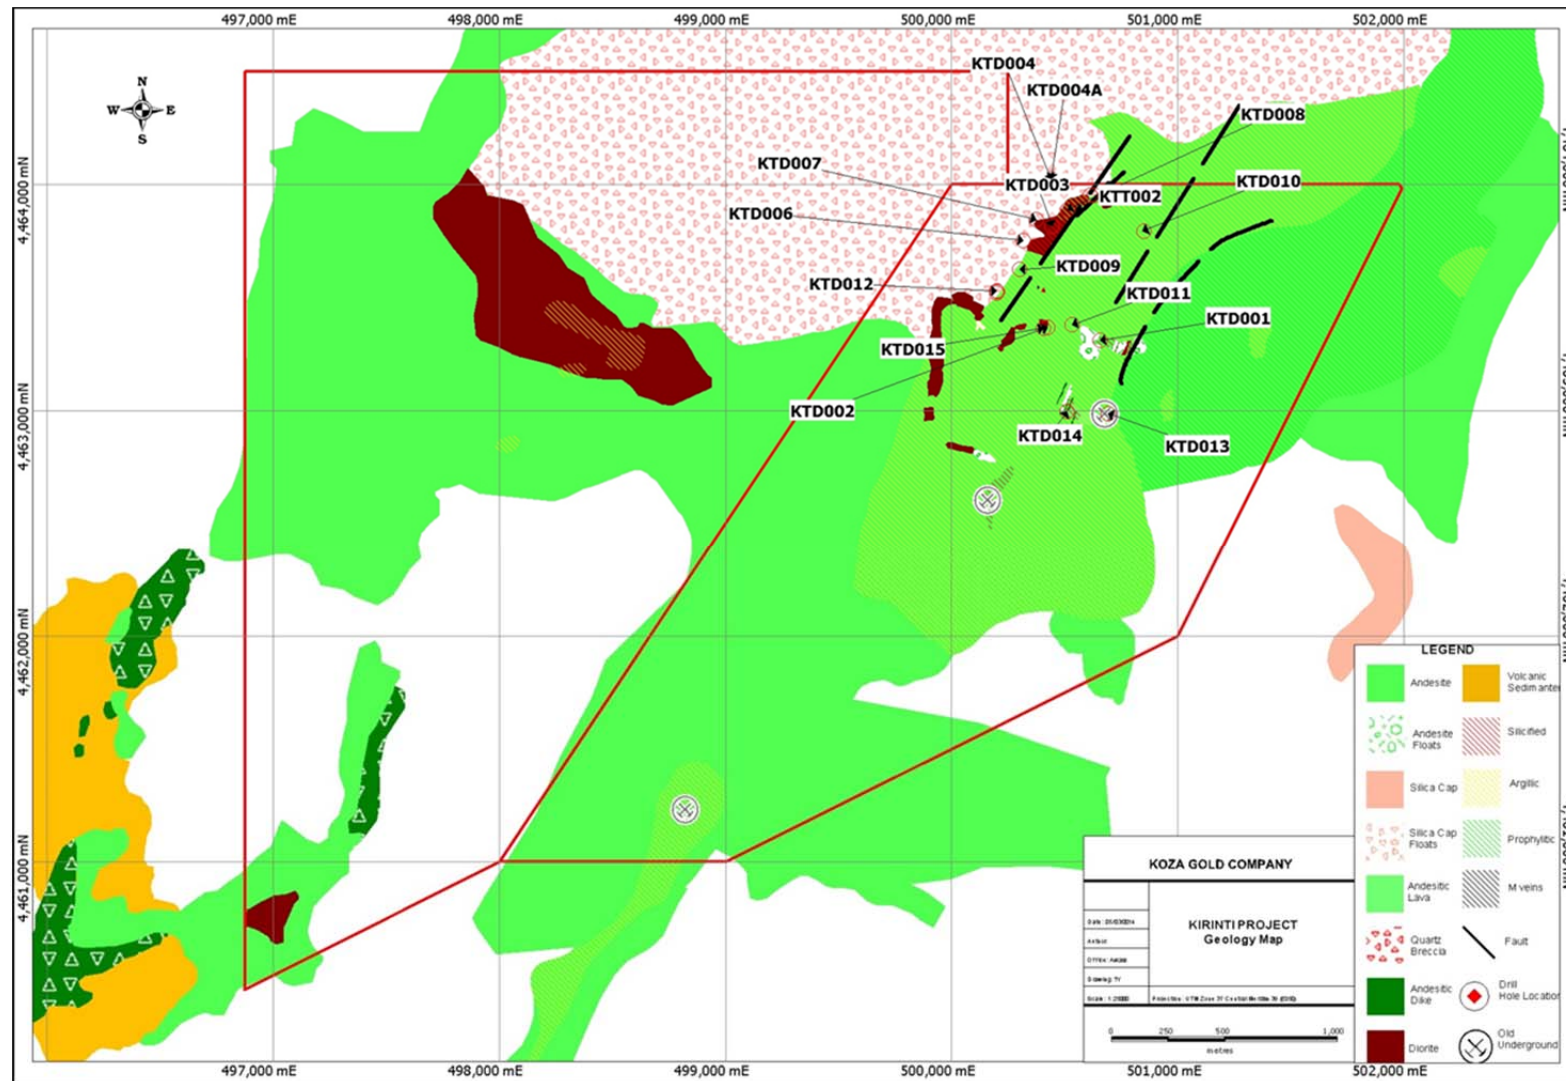 497,000 mE
498,000 mE
499,000 mE
500,000 mE
501,000 mE
502,000 mE
N
W E
S
KTD004
KTD004A
KTD008
KTD007
KTD003
KTD010
KTT002
KTD006
KTD009
KTD012
KTD011
KTD001
KTD015
KTD002
KTD014
KTD013
4,464,000 mN
4,463,000 mN
4,462,000 mN
4,461,000 mN
LEGEND
Andesite
Volcanic
Sedimanter
Andesite
Floats
Silicified
Silica Cap
Argillic
Silica Cap
Floats
Prophylitic
Andesitic
Lava
M veins
Quartz
Breccia
Fault
Andesitic
Dike
Drill
Hole Location
Diorite
Old
Underground
KOZA GOLD COMPANY
KIRINTI PROJECT
Geology Map
0 250 500 1,000
metres
497,000 mE
498,000 mE
499,000 mE
500,000 mE
501,000 mE
502,000 mE